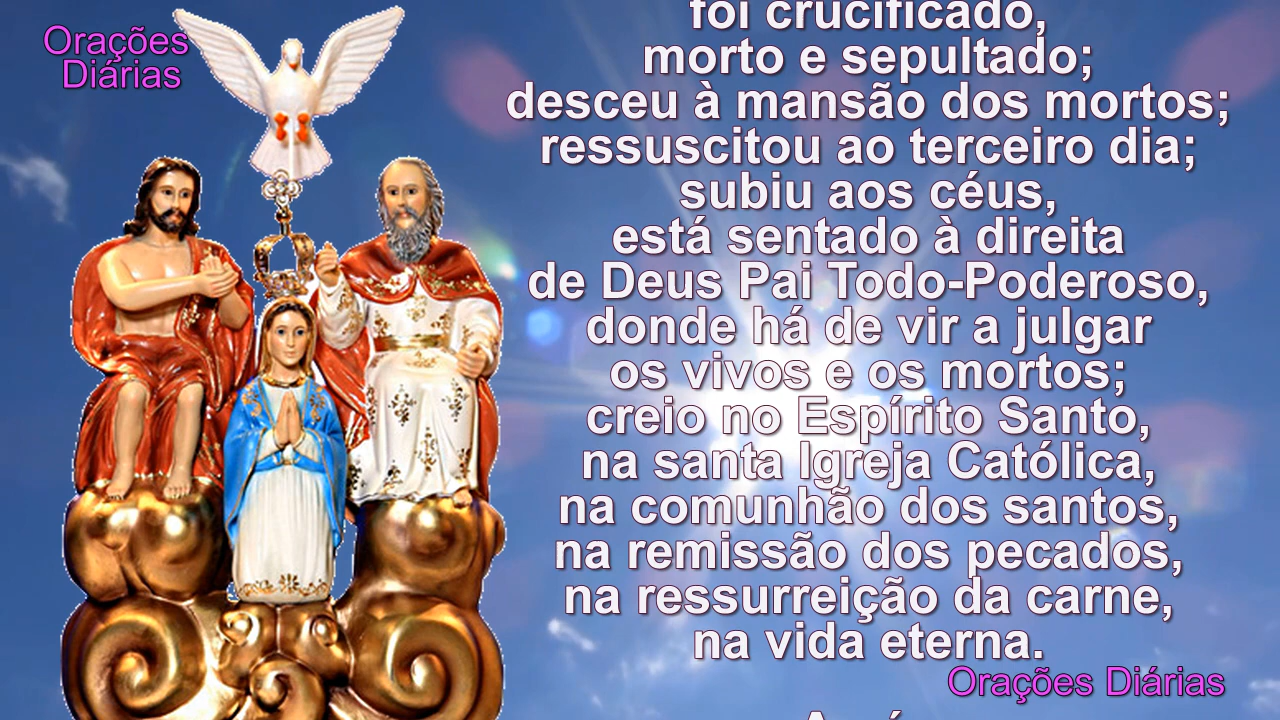 Orações
Diárias
foi crucificado,
morto e sepultado;
desceu à mansão dos mortos;
ressuscitou ao terceiro dia;
subiu aos céus,
está sentado à direita
de Deus Pai Todo-Poderoso,
donde há de vir a julgar
os vivos e os mortos;
creio no Espírito Santo,
na santa Igreja Católica,
na comunhão dos santos,
na remissão dos pecados,
na ressurreição da carne,
na vida eterna.
Orações Diárias